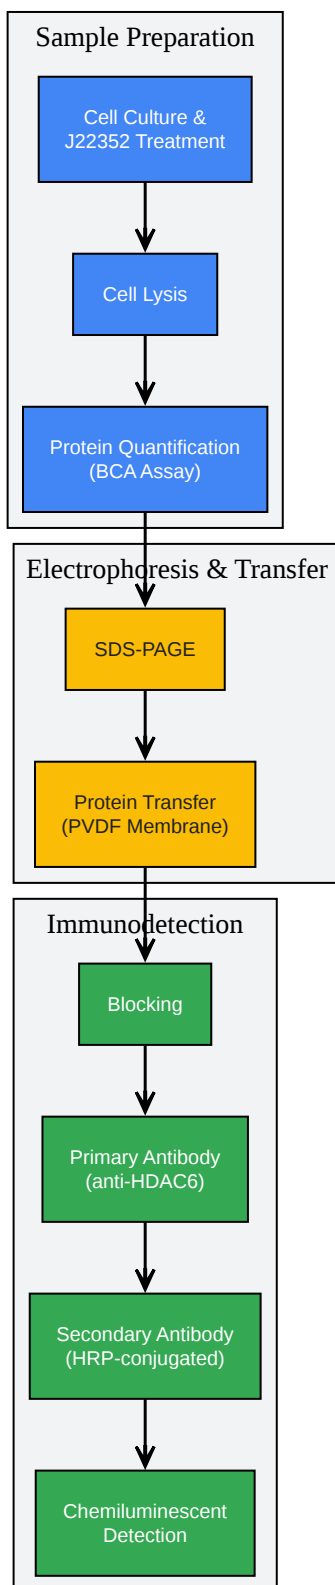 Sample Preparation
Cell Culture &
J22352 Treatment
Cell Lysis
Protein Quantification
(BCA Assay)
Electrophoresis & Transfer
SDS-PAGE
Protein Transfer
(PVDF Membrane)
Immunodetection
Blocking
Primary Antibody
(anti-HDAC6)
Secondary Antibody
(HRP-conjugated)
Chemiluminescent
Detection